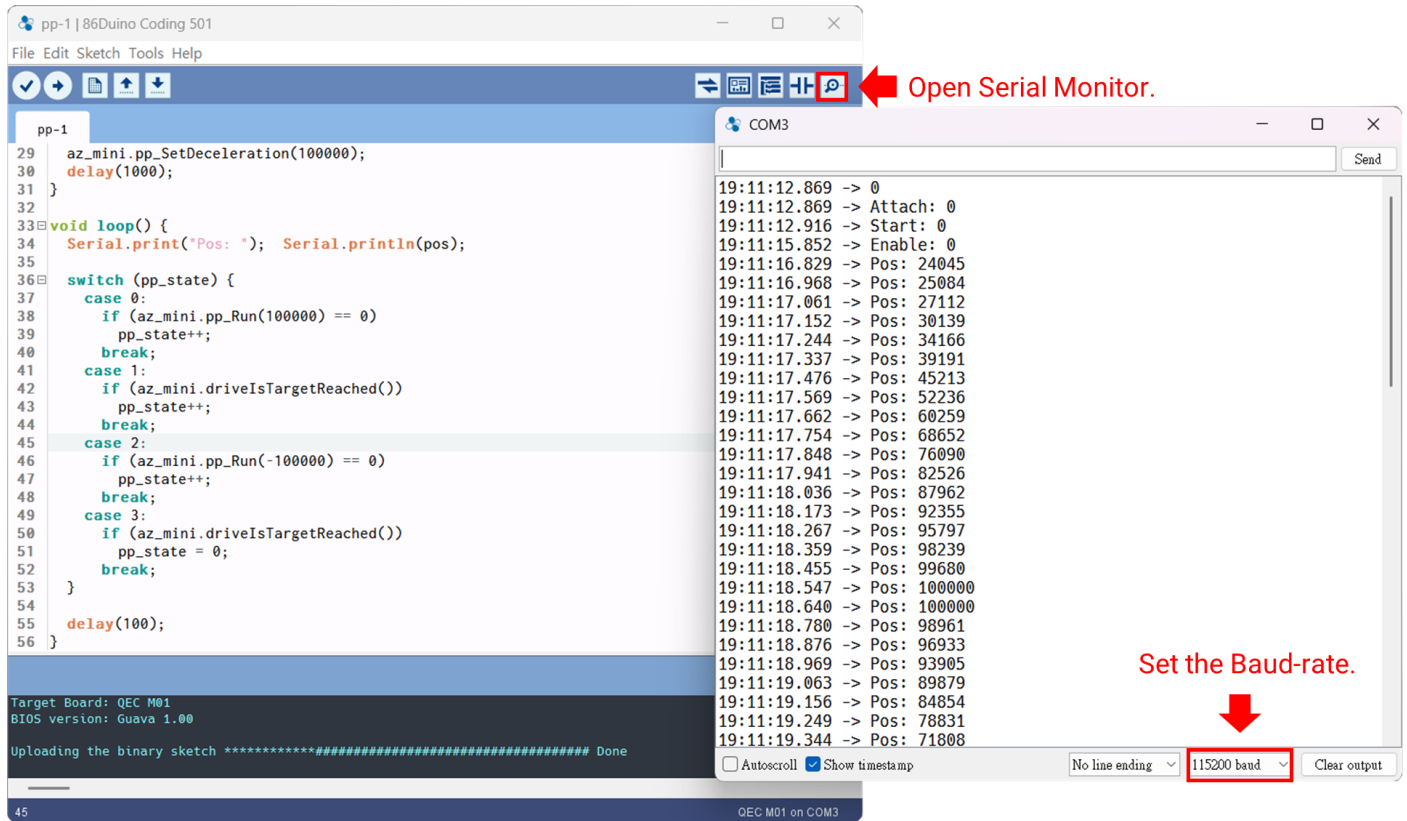 pp-1 | 86Duino Coding 501
File Edit Sketch Tools Help
Open Serial Monitor.
pp-1
29 az_mini.pp_SetDeceleration(100000);
30 delay(1000);
31 }
32
33 void loop() {
34 Serial.print("Pos: "); Serial.println(pos);
35
36 switch (pp_state) {
37 case 0:
38 if (az_mini.pp_Run(100000) == 0)
39 pp_state++;
40 break;
41 case 1:
42 if (az_mini.driveIsTargetReached())
43 pp_state++;
44 break;
45 case 2:
46 if (az_mini.pp_Run(-100000) == 0)
47 pp_state++;
48 break;
49 case 3:
50 if (az_mini.driveIsTargetReached())
51 pp_state = 0;
52 break;
53 }
54
55 delay(100);
56 }
Target Board: QEC M01
BIOS version: Guava 1.00
Uploading the binary sketch ************#################################### Done
45
QEC M01 on COM3
COM3
Send
19:11:12.869 -> 0
19:11:12.869 -> Attach: 0
19:11:12.916 -> Start: 0
19:11:15.852 -> Enable: 0
19:11:16.829 -> Pos: 24045
19:11:16.968 -> Pos: 25084
19:11:17.061 -> Pos: 27112
19:11:17.152 -> Pos: 30139
19:11:17.244 -> Pos: 34166
19:11:17.337 -> Pos: 39191
19:11:17.476 -> Pos: 45213
19:11:17.569 -> Pos: 52236
19:11:17.662 -> Pos: 60259
19:11:17.754 -> Pos: 68652
19:11:17.848 -> Pos: 76090
19:11:17.941 -> Pos: 82526
19:11:18.036 -> Pos: 87962
19:11:18.173 -> Pos: 92355
19:11:18.267 -> Pos: 95797
19:11:18.359 -> Pos: 98239
19:11:18.455 -> Pos: 99680
19:11:18.547 -> Pos: 100000
19:11:18.640 -> Pos: 100000
19:11:18.780 -> Pos: 98961
19:11:18.876 -> Pos: 96933
19:11:18.969 -> Pos: 93905
19:11:19.063 -> Pos: 89879
19:11:19.156 -> Pos: 84854
19:11:19.249 -> Pos: 78831
19:11:19.344 -> Pos: 71808
Set the Baud-rate.
Autoscroll Show timestamp
No line ending
115200 baud
Clear output